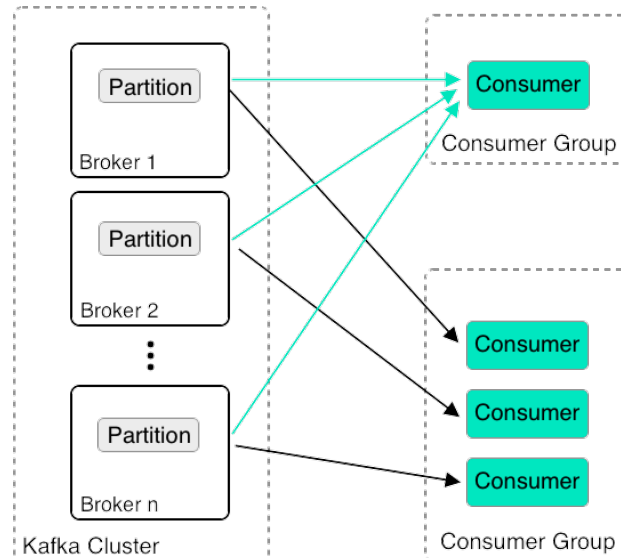 Partition
Broker 1
Partition
Broker 2
Partition
Broker n
Kafka Cluster
Consumer
Consumer Group
Consumer
Consumer
Consumer
Consumer Group